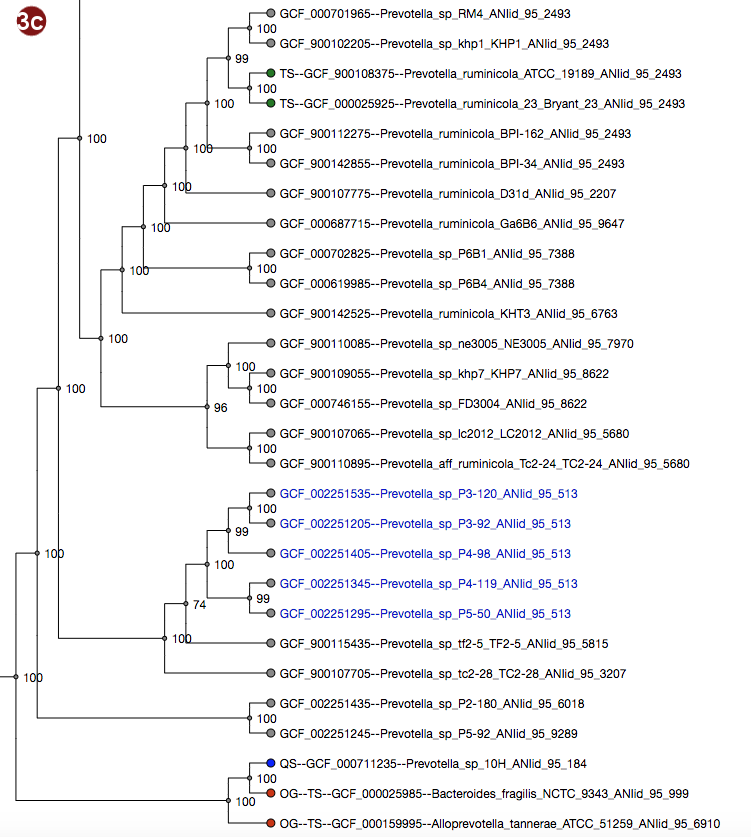 3c
GCF_000701965--Prevotella_sp_RM4_ANIid_95_2493
100
GCF_900102205--Prevotella_sp_khp1_KHP1_ANIid_95_2493
99
TS--GCF_900108375--Prevotella_ruminicola_ATCC_19189_ANIid_95_2493
100
100
TS--GCF_000025925--Prevotella_ruminicola_23_Bryant_23_ANIid_95_2493
GCF_900112275--Prevotella_ruminicola_BPI-162_ANIid_95_2493
100
100
100
GCF_900142855--Prevotella_ruminicola_BPI-34_ANIid_95_2493
100
GCF_900107775--Prevotella_ruminicola_D31d_ANIid_95_2207
GCF_000687715--Prevotella_ruminicola_Ga6B6_ANIid_95_9647
100
GCF_000702825--Prevotella_sp_P6B1_ANIid_95_7388
100
100
GCF_000619985--Prevotella_sp_P6B4_ANIid_95_7388
GCF_900142525--Prevotella_ruminicola_KHT3_ANIid_95_6763
100
GCF_900110085--Prevotella_sp_ne3005_NE3005_ANIid_95_7970
100
GCF_900109055--Prevotella_sp_khp7_KHP7_ANIid_95_8622
100
100
GCF_000746155--Prevotella_sp_FD3004_ANIid_95_8622
96
GCF_900107065--Prevotella_sp_lc2012_LC2012_ANIid_95_5680
100
GCF_900110895--Prevotella_aff_ruminicola_Tc2-24_TC2-24_ANIid_95_5680
GCF_002251535--Prevotella_sp_P3-120_ANIid_95_513
100
GCF_002251205--Prevotella_sp_P3-92_ANIid_95_513
99
GCF_002251405--Prevotella_sp_P4-98_ANIid_95_513
100
100
GCF_002251345--Prevotella_sp_P4-119_ANIid_95_513
99
74
GCF_002251295--Prevotella_sp_P5-50_ANIid_95_513
100
GCF_900115435--Prevotella_sp_tf2-5_TF2-5_ANIid_95_5815
GCF_900107705--Prevotella_sp_tc2-28_TC2-28_ANIid_95_3207
100
GCF_002251435--Prevotella_sp_P2-180_ANIid_95_6018
100
GCF_002251245--Prevotella_sp_P5-92_ANIid_95_9289
QS--GCF_000711235--Prevotella_sp_10H_ANIid_95_184
100
OG--TS--GCF_000025985--Bacteroides_fragilis_NCTC_9343_ANIid_95_999
100
OG--TS--GCF_000159995--Alloprevotella_tannerae_ATCC_51259_ANIid_95_6910